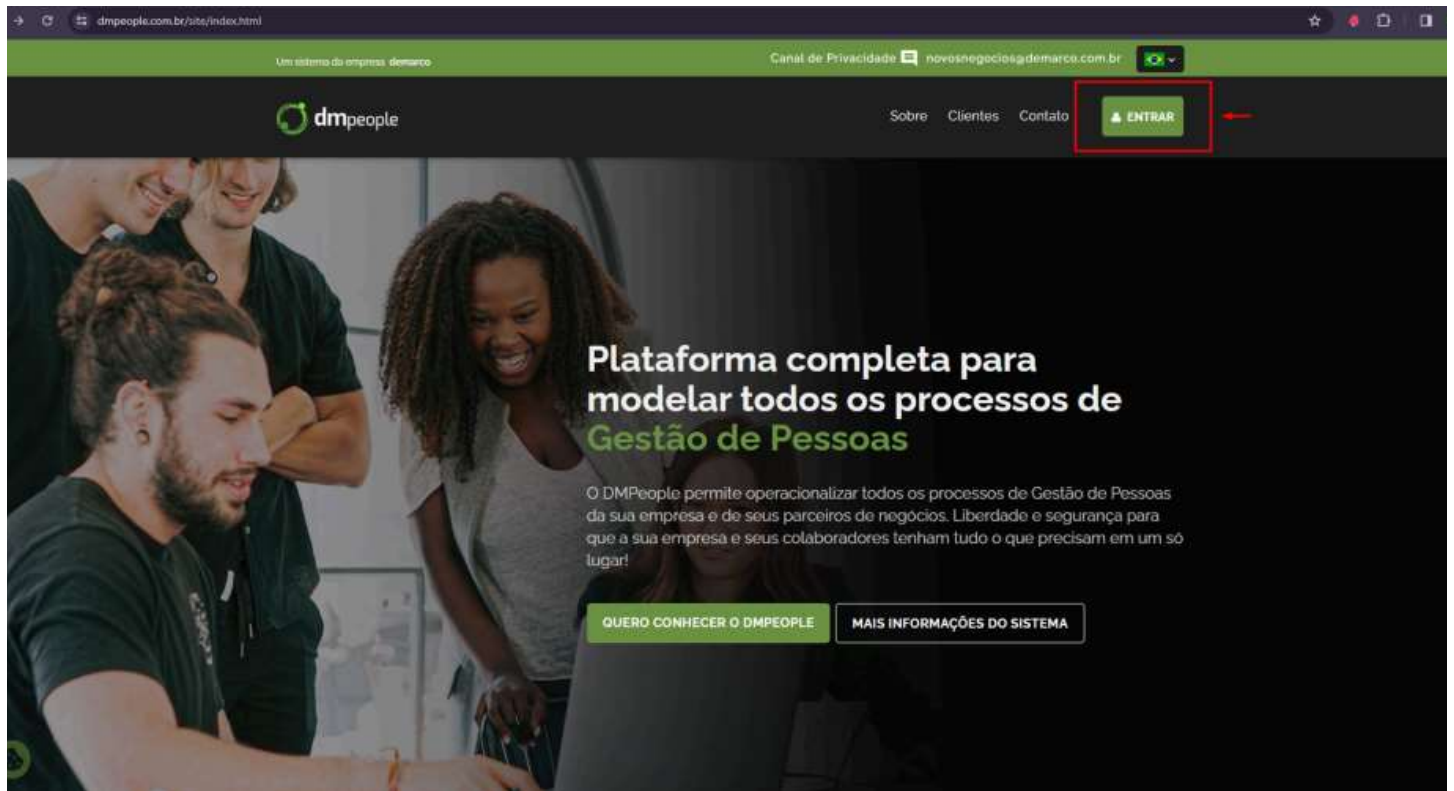 dmpeople.com.br/site/index.html
Um sistema da empresa demarco
Canal de Privacidade novosnegocios@demarco.com.br
dmpeople
Sobre Clientes Contato ENTRAR
Plataforma completa para
modelar todos os processos de
Gestão de Pessoas
O DMPeople permite operacionalizar todos os processos de Gestão de Pessoas
da sua empresa e de seus parceiros de negócios. Liberdade e segurança para
que a sua empresa e seus colaboradores tenham tudo o que precisam em um só
lugar!
QUERO CONHECER O DMPEOPLE MAIS INFORMAÇÕES DO SISTEMA